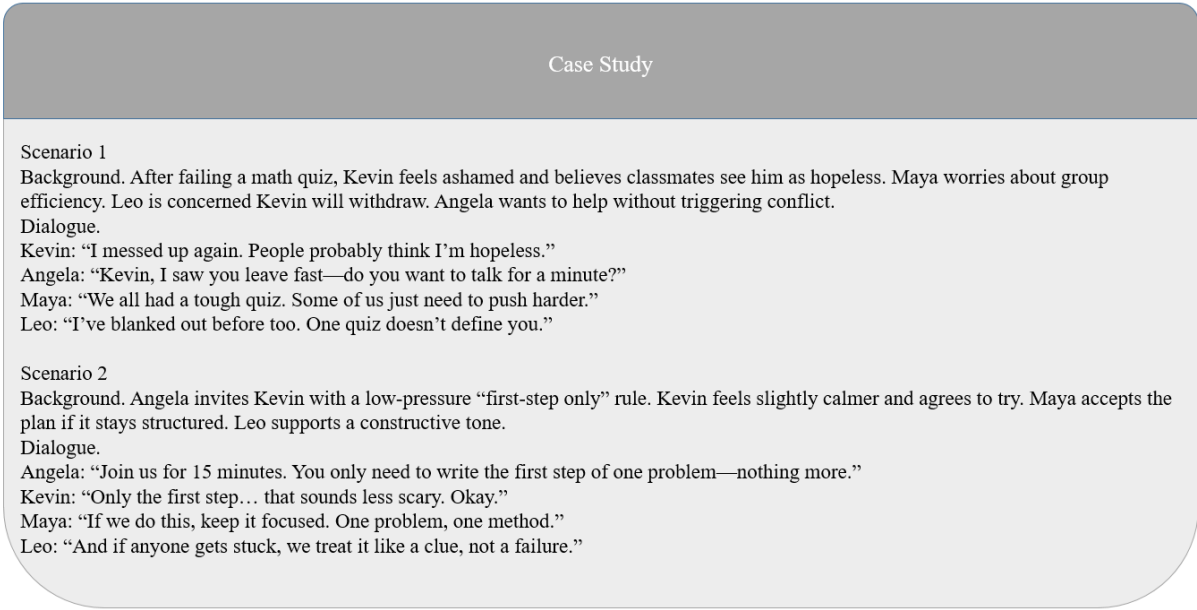 Case Study
Scenario 1
Background. After failing a math quiz, Kevin feels ashamed and believes classmates see him as hopeless. Maya worries about group
efficiency. Leo is concerned Kevin will withdraw. Angela wants to help without triggering conflict.
Dialogue.
Kevin: “I messed up again. People probably think I’m hopeless.”
Angela: “Kevin, I saw you leave fast—do you want to talk for a minute?”
Maya: “We all had a tough quiz. Some of us just need to push harder.”
Leo: “I’ve blanked out before too. One quiz doesn’t define you.”
Scenario 2
Background. Angela invites Kevin with a low-pressure “first-step only” rule. Kevin feels slightly calmer and agrees to try. Maya accepts the
plan if it stays structured. Leo supports a constructive tone.
Dialogue.
Angela: “Join us for 15 minutes. You only need to write the first step of one problem—nothing more.”
Kevin: “Only the first step… that sounds less scary. Okay.”
Maya: “If we do this, keep it focused. One problem, one method.”
Leo: “And if anyone gets stuck, we treat it like a clue, not a failure.”